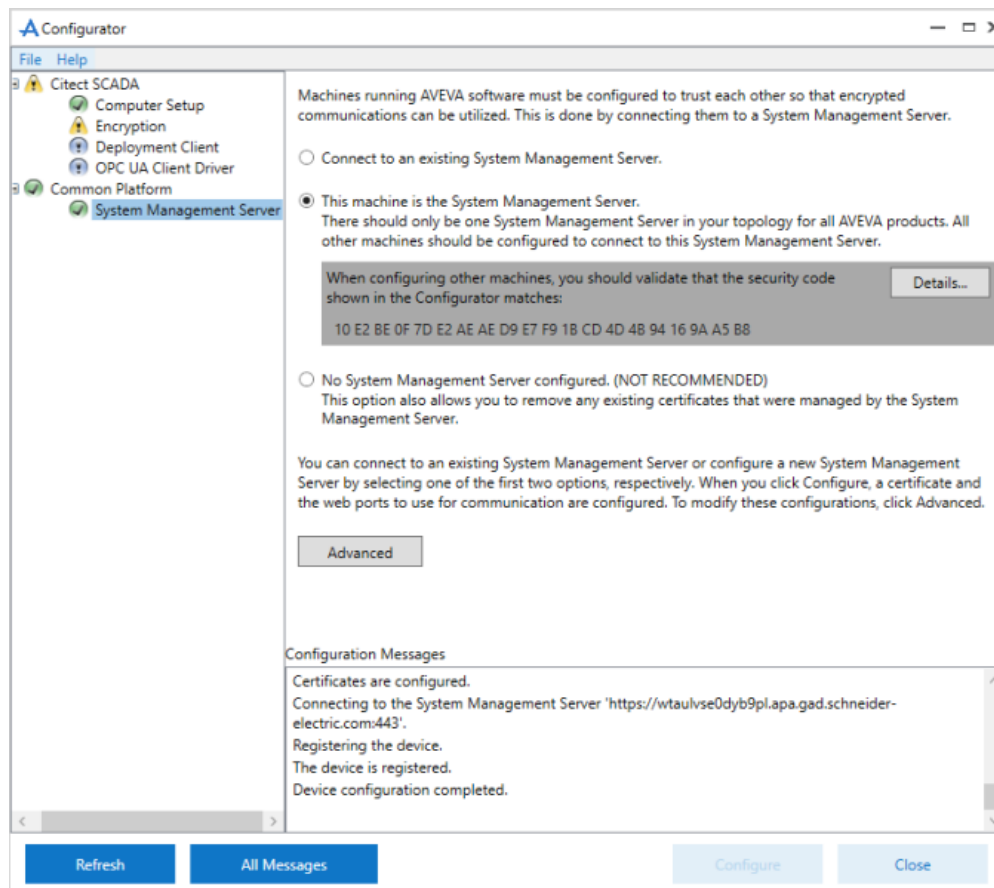 Configurator
File Help
Citect SCADA
Computer Setup
Encryption
Deployment Client
OPC UA Client Driver
Common Platform
System Management Server
Machines running AVEVA software must be configured to trust each other so that encrypted
communications can be utilized. This is done by connecting them to a System Management Server.
Connect to an existing System Management Server.
This machine is the System Management Server.
There should only be one System Management Server in your topology for all AVEVA products. All
other machines should be configured to connect to this System Management Server.
When configuring other machines, you should validate that the security code
shown in the Configurator matches:
Details...
10 E2 BE 0F 7D E2 AE AE D9 E7 F9 1B CD 4D 4B 94 16 9A A5 B8
No System Management Server configured. (NOT RECOMMENDED)
This option also allows you to remove any existing certificates that were managed by the System
Management Server.
You can connect to an existing System Management Server or configure a new System Management
Server by selecting one of the first two options, respectively. When you click Configure, a certificate and
the web ports to use for communication are configured. To modify these configurations, click Advanced.
Advanced
Configuration Messages
Certificates are configured.
Connecting to the System Management Server 'https://wtaulvse0dyb9pl.apa.gad.schneider-
electric.com:443'.
Registering the device.
The device is registered.
Device configuration completed.
Refresh
All Messages
Configure
Close